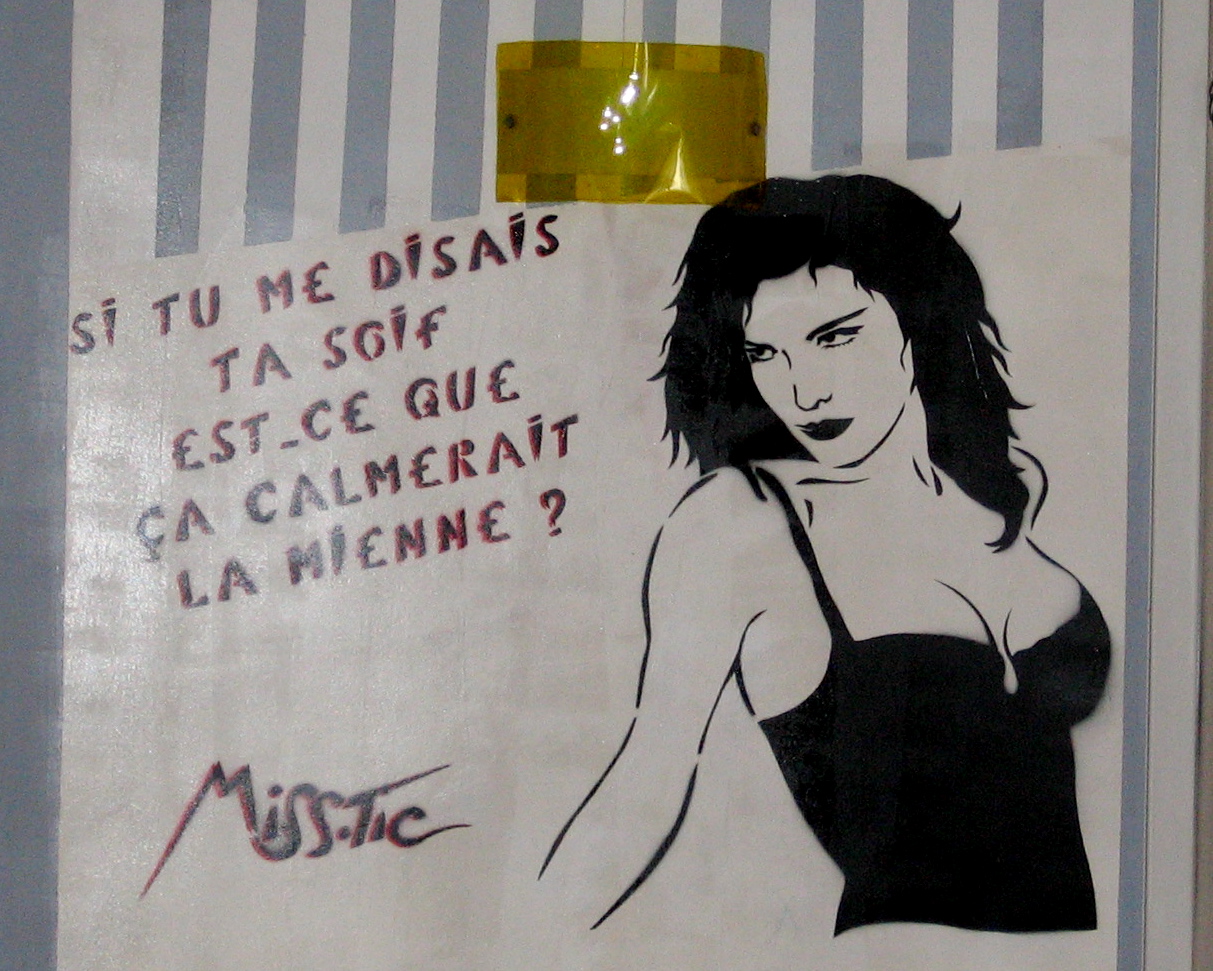 Si TU ME DiSAiS
TA SOiF
EST-CE QUE
ÇA CALMERAiT
LA MiENNE ?
Miss.Tic